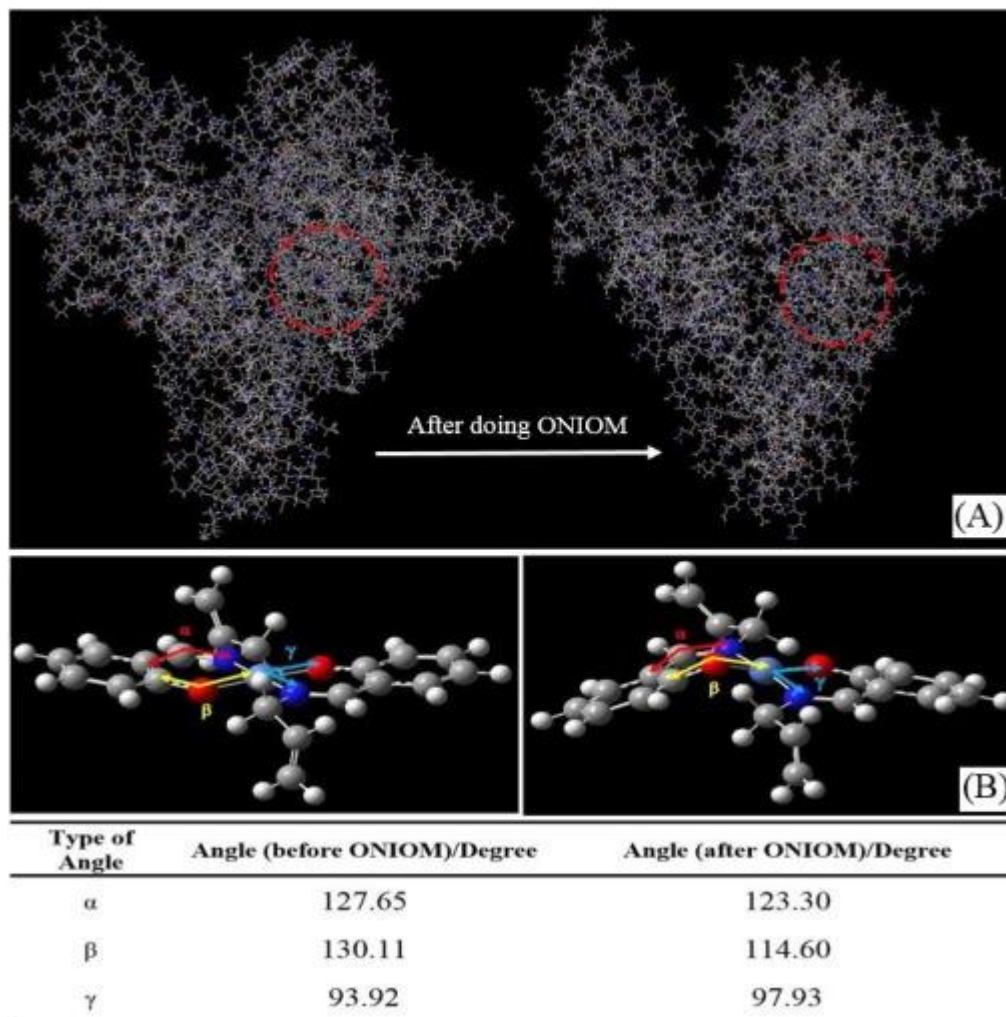 After doing ONIOM
(A)
α
γ
β
α
γ
β
(B)
Type of Angle Angle (before ONIOM)/Degree Angle (after ONIOM)/Degree
α 127.65 123.30
β 130.11 114.60
γ 93.92 97.93